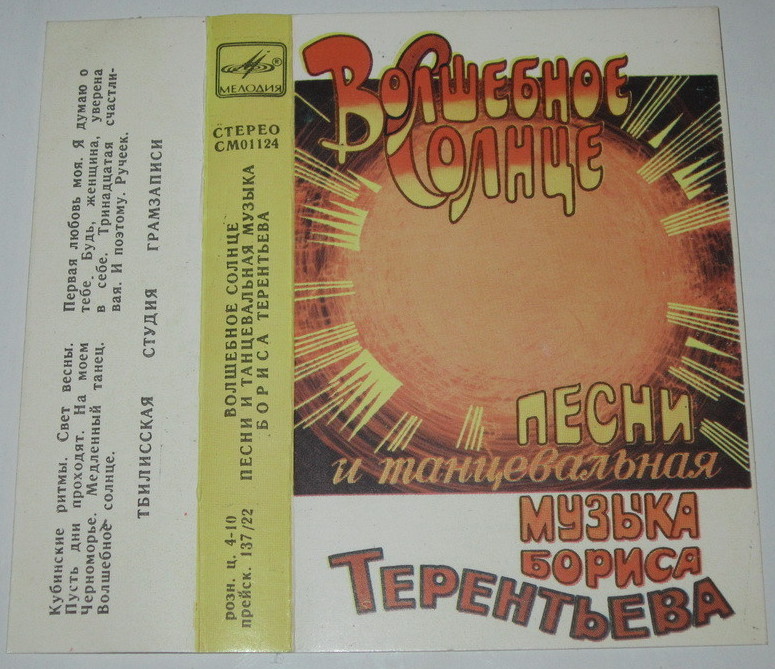 Кубинские ритмы. Свет весны.
Пусть дни проходят. На моем
Черноморье. Медленный танец.
Волшебное солнце.
Первая любовь моя. Я думаю о
тебе. Будь, женщина, уверена
в себе. Тринадцатая счастли-
вая. И поэтому. Ручеек.
ТБИЛИССКАЯ СТУДИЯ ГРАМЗАПИСИ
МЕЛОДИЯ
СТЕРЕО
СМ01124
ВОЛШЕБНОЕ СОЛНЦЕ
ПЕСНИ И ТАНЦЕВАЛЬНАЯ МУЗЫКА
БОРИСА ТЕРЕНТЬЕВА
розн. ц. 4-10
прейск. 137/22
ВОЛШЕБНОЕ
СОЛНЦЕ
ПЕСНИ
и танцевальная
МУЗЫКА
БОРИСА
ТЕРЕНТЬЕВА